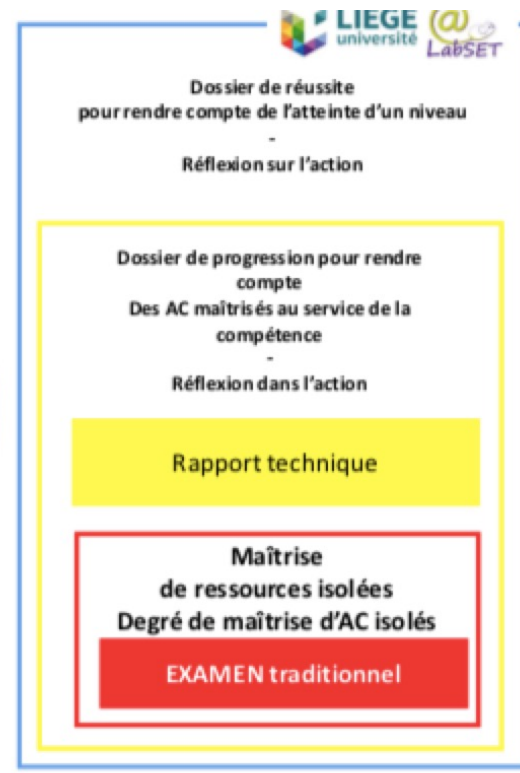 LIEGE
université
LabSET
Dossier de réussite
pour rendre compte de l'atteinte d'un niveau
-
Réflexion sur l'action
Dossier de progression pour rendre
compte
Des AC maîtrisés au service de la
compétence
-
Réflexion dans l'action
Rapport technique
Maîtrise
de ressources isolées
Degré de maîtrise d'AC isolés
EXAMEN traditionnel